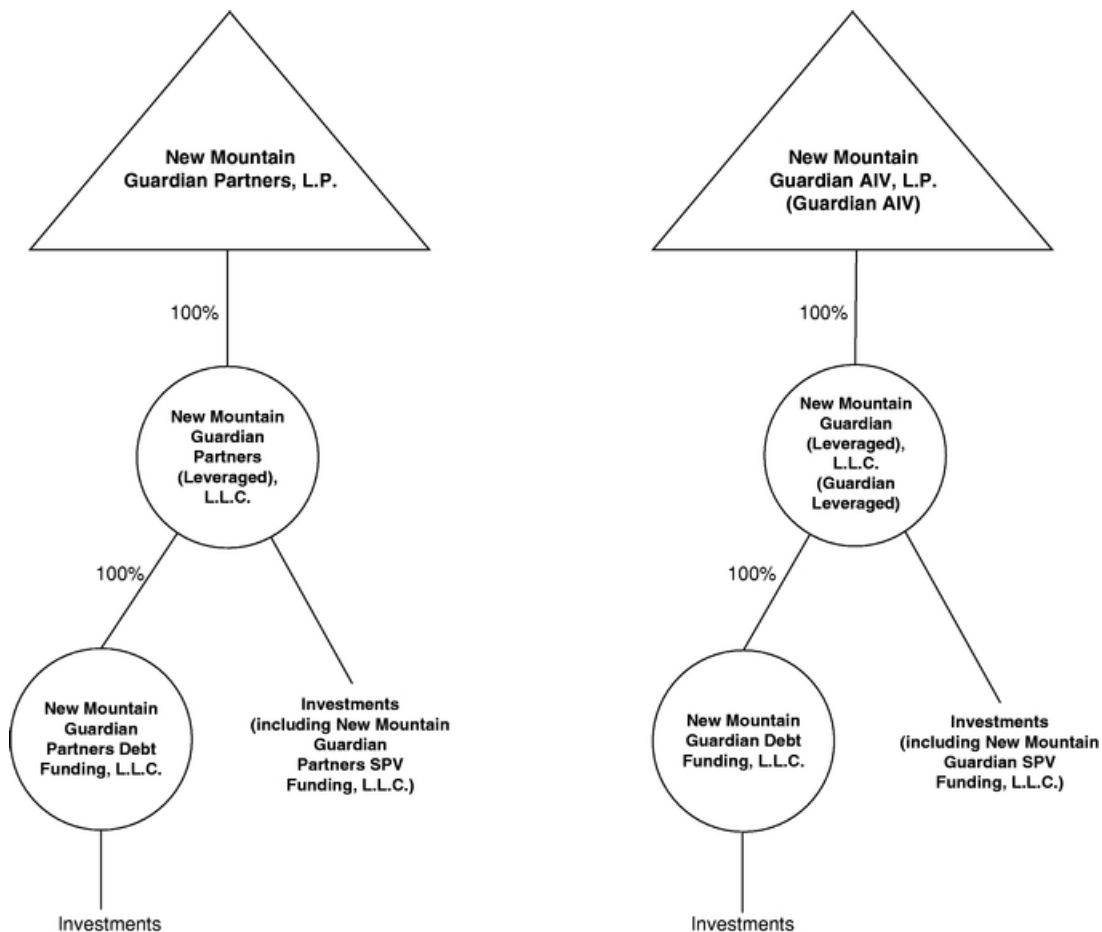 New Mountain
Guardian Partners, L.P.
100%
New Mountain
Guardian
Partners
(Leveraged),
L.L.C.
100%
New Mountain
Guardian
Partners Debt
Funding, L.L.C.
Investments
(including New Mountain
Guardian
Partners SPV
Funding, L.L.C.)
Investments
New Mountain
Guardian AIV, L.P.
(Guardian AIV)
100%
New Mountain
Guardian
(Leveraged),
L.L.C.
(Guardian
Leveraged)
100%
New Mountain
Guardian Debt
Funding, L.L.C.
Investments
(including New Mountain
Guardian SPV
Funding, L.L.C.)
Investments